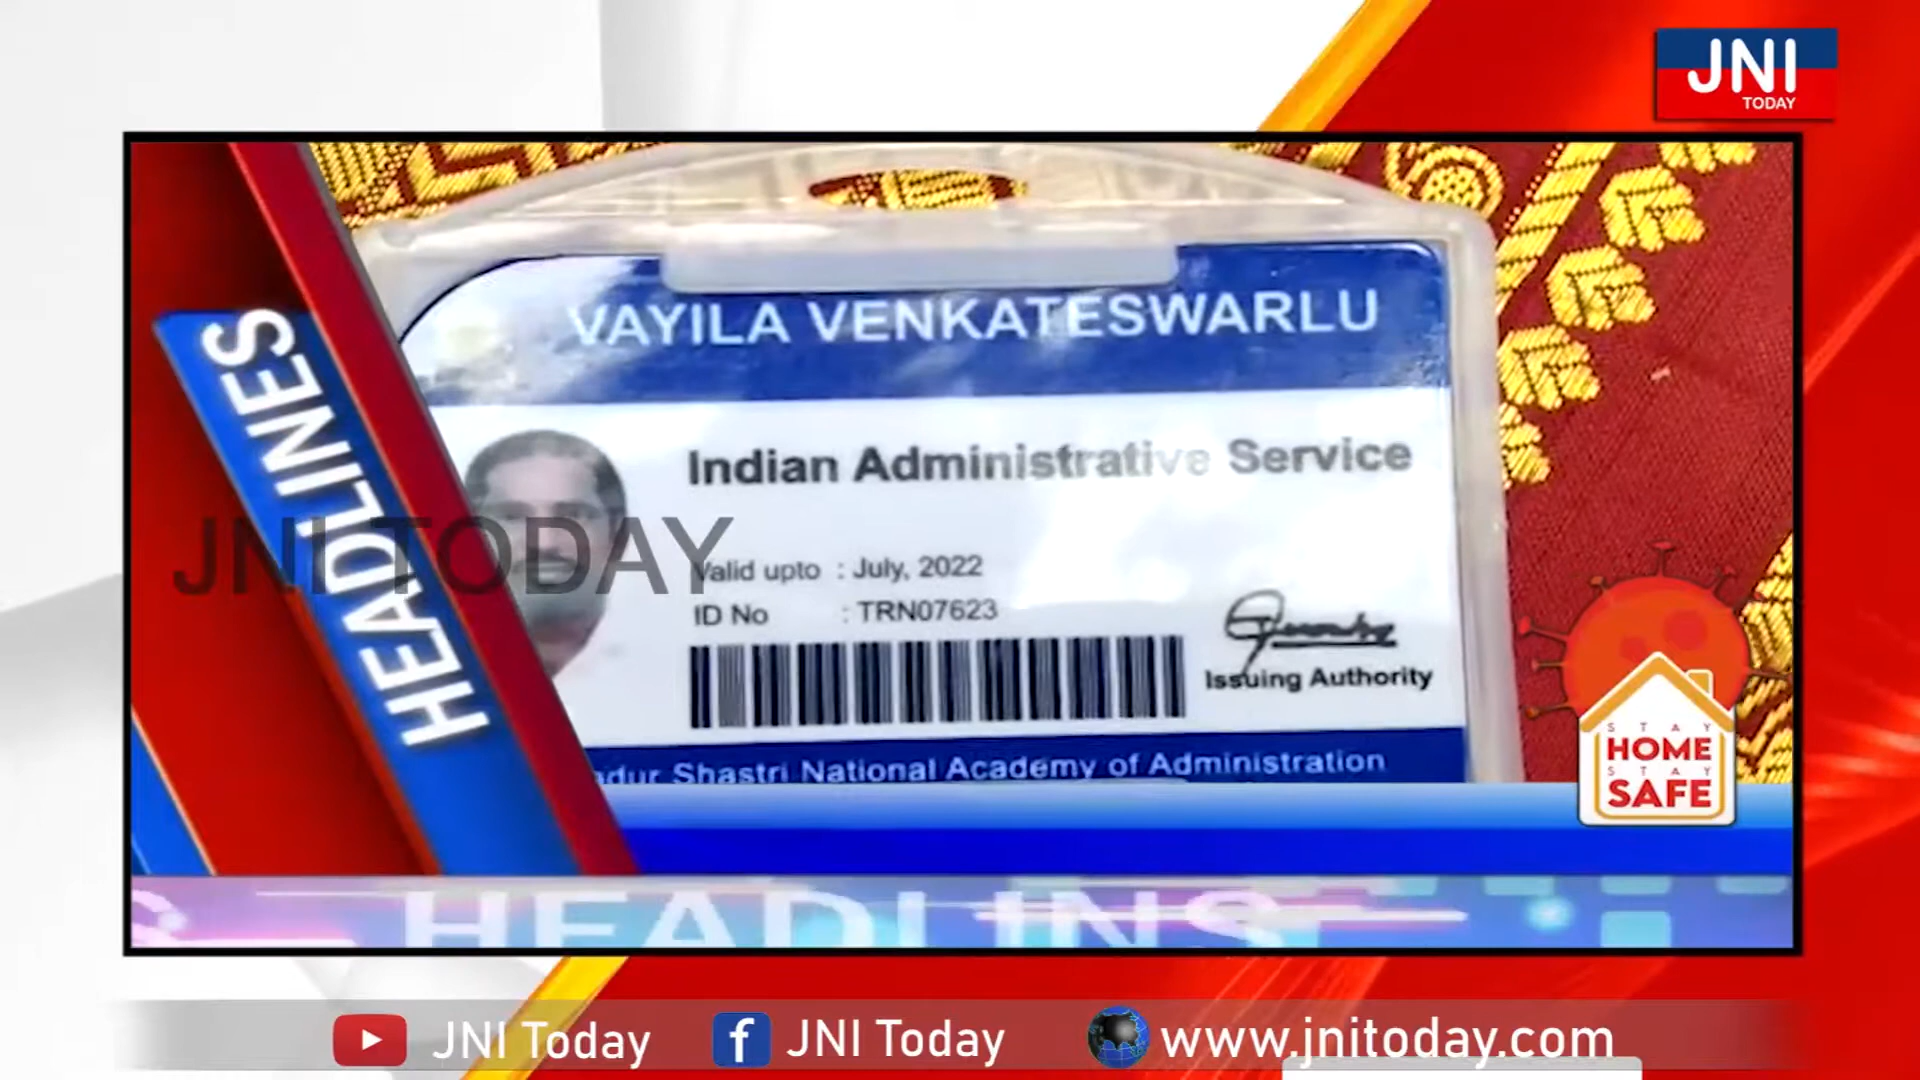 JNI
TODAY
HEADLINES
VAYILA VENKATESWARLU
Indian Administrative Service
JNI TODAY
Valid upto : July, 2022
ID No : TRN07623
Issuing Authority
Shastri National Academy of Administration
STAY
HOME
STAY
SAFE
HEADLINS
JNI Today
JNI Today
www.jnitoday.com